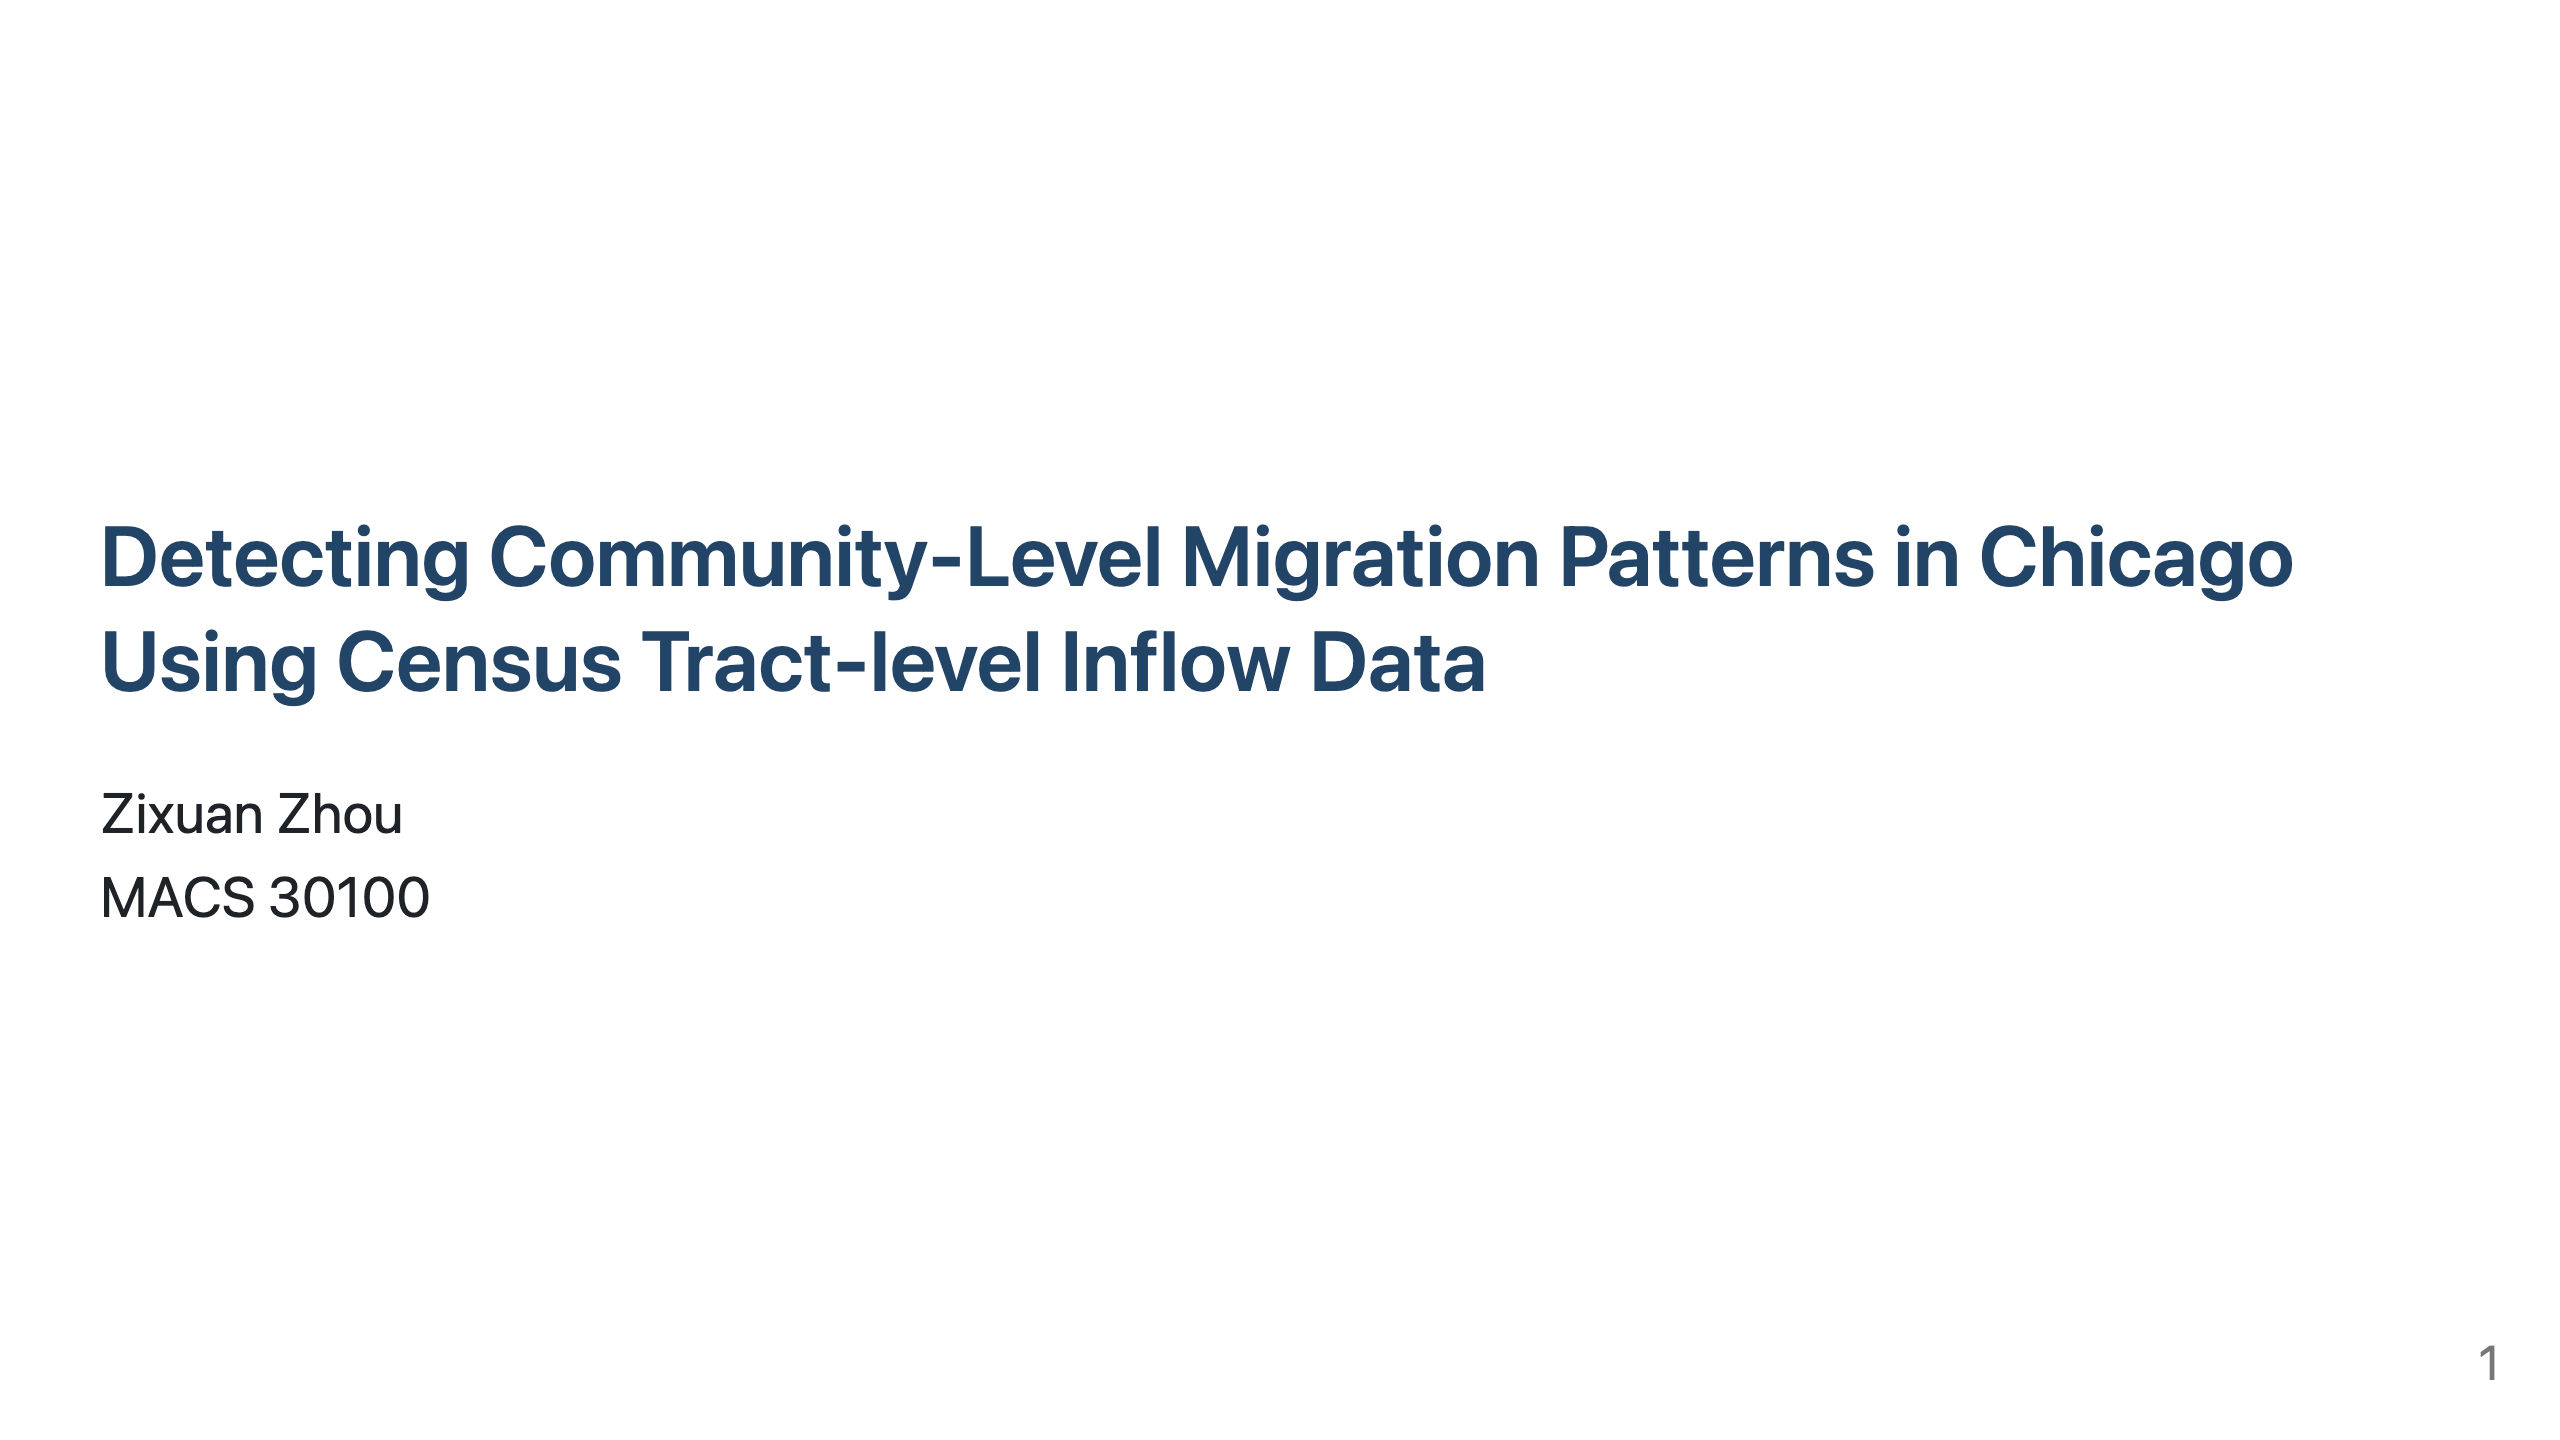 Detecting Community-Level Migration Patterns in Chicago
Using Census Tract-level Inflow Data
Zixuan Zhou
MACS 30100
1